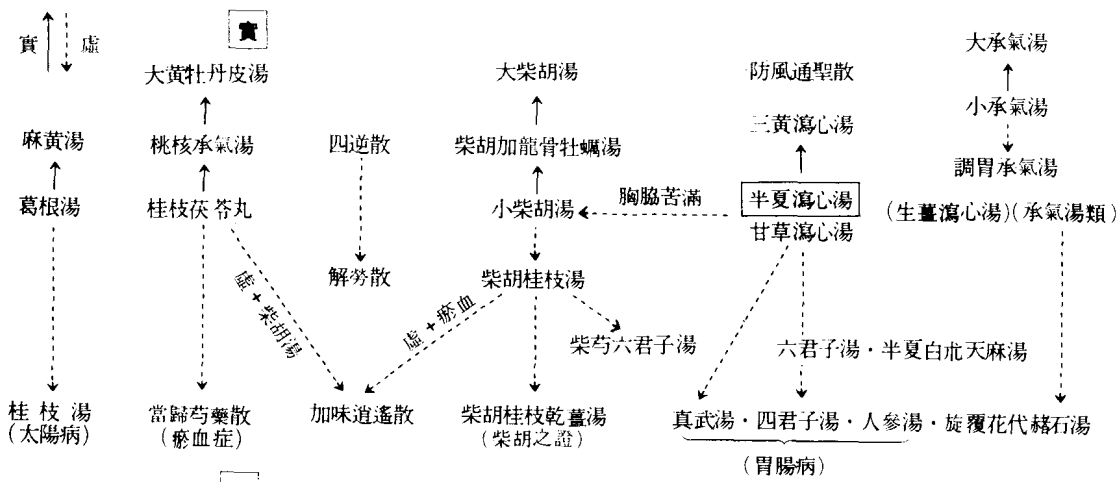 實 虛
實
大承氣湯
大黃牡丹皮湯 大柴胡湯 防風通聖散
小承氣湯
三黃瀉心湯
麻黃湯 桃核承氣湯 四逆散 柴胡加龍骨牡蠣湯
調胃承氣湯
胸脇苦滿
葛根湯 桂枝茯苓丸 小柴胡湯 半夏瀉心湯 (生薑瀉心湯)(承氣湯類)
甘草瀉心湯
解勞散 柴胡桂枝湯
虛+柴胡湯 虛+瘀血
柴芍六君子湯 六君子湯·半夏白朮天麻湯
桂枝湯 當歸芍藥散 加味逍遙散 柴胡桂枝乾薑湯 真武湯·四君子湯·人參湯·旋覆花代赭石湯
(太陽病) (瘀血症) (柴胡之證)
(胃腸病)